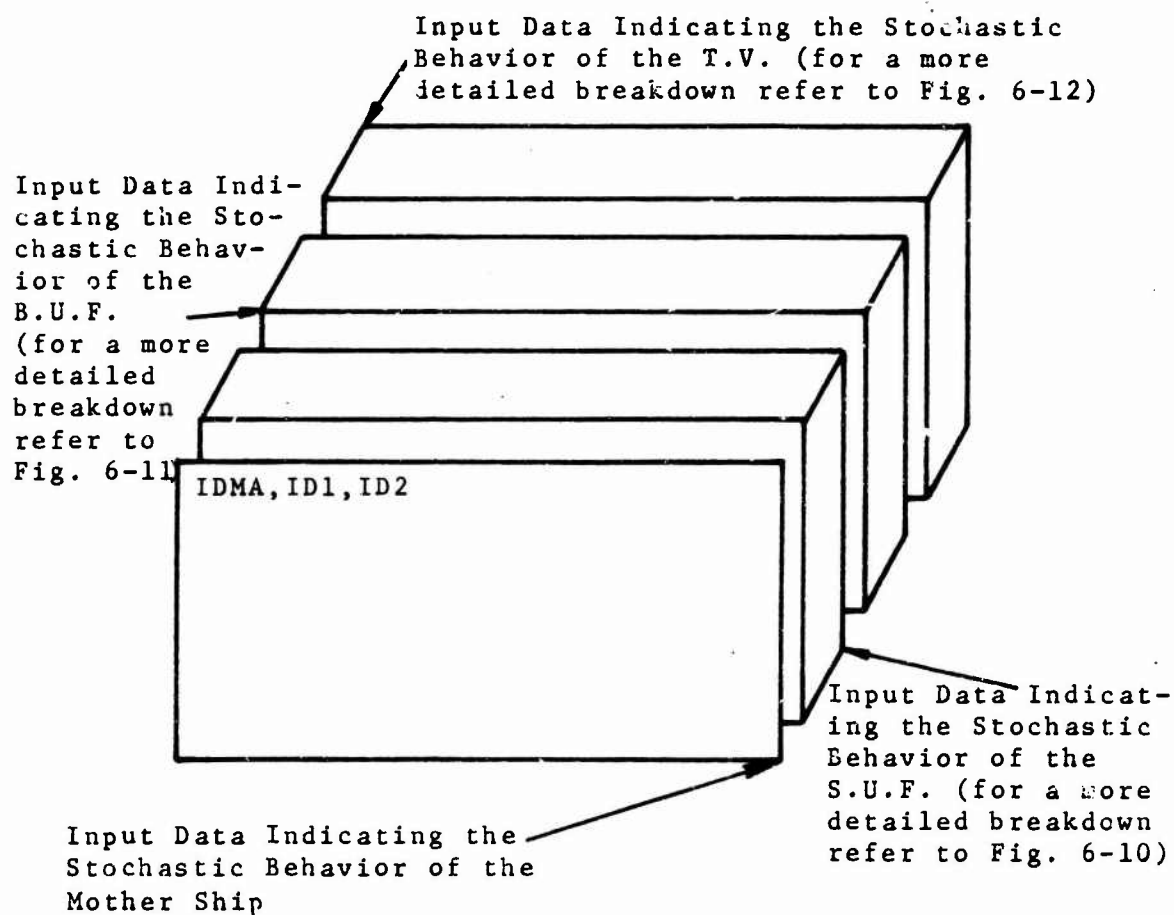 Input Data Indicating the Stochastic
Behavior of the T.V. (for a more
detailed breakdown refer to Fig. 6-12)
Input Data Indi-
cating the Sto-
chastic Behav-
ior of the
B.U.F.
(for a more
detailed
breakdown
refer to
Fig. 6-11)
IDMA,ID1,ID2
Input Data Indicat-
ing the Stochastic
Behavior of the
S.U.F. (for a more
detailed breakdown
refer to Fig. 6-10)
Input Data Indicating the
Stochastic Behavior of the
Mother Ship